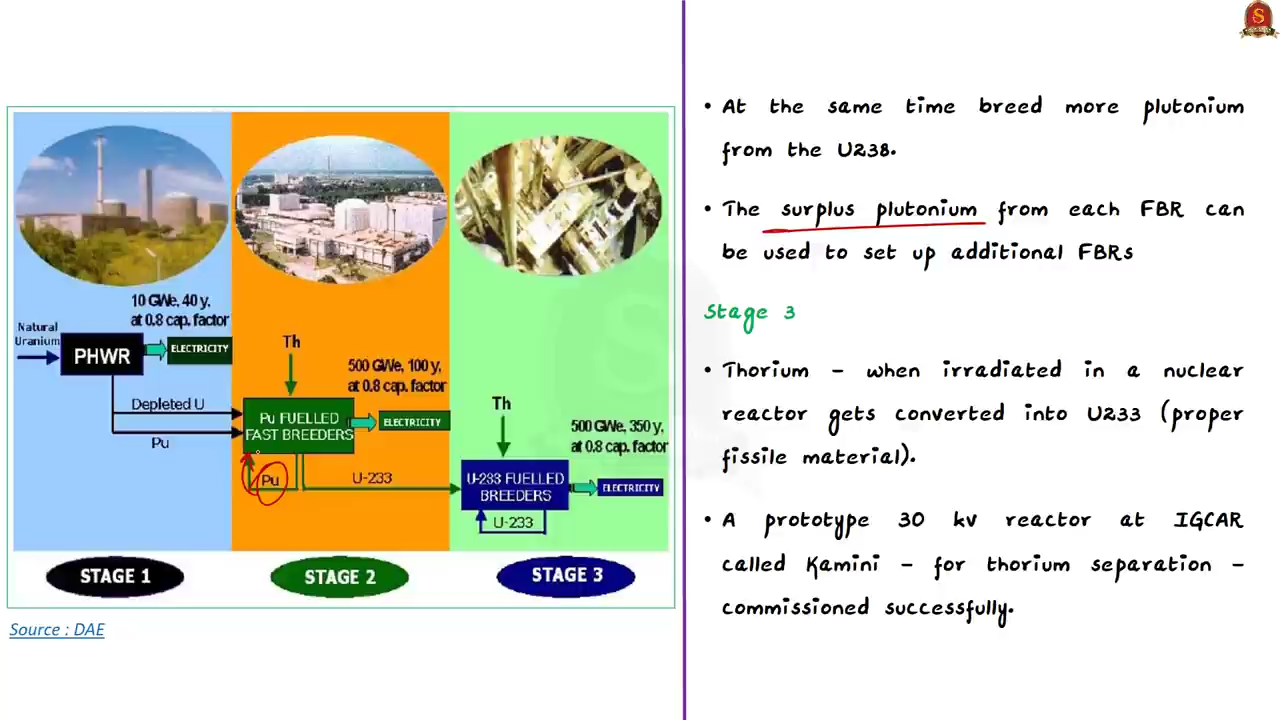 10 GWe, 40 y,
at 0.8 cap. factor
Natural
Uranium
PHWR
ELECTRICITY
Depleted U
Pu
Th
500 GWe, 100 y,
at 0.8 cap. factor
Pu FUELLED
FAST BREEDERS
ELECTRICITY
Pu
U-233
Th
500 GWe, 350 y,
at 0.8 cap. factor
U-233 FUELLED
BREEDERS
ELECTRICITY
U-233
STAGE 1
STAGE 2
STAGE 3
Source : DAE
• At the same time breed more plutonium
from the U238.
• The surplus plutonium from each FBR can
be used to set up additional FBRs
Stage 3
• Thorium - when irradiated in a nuclear
reactor gets converted into U233 (proper
fissile material).
• A prototype 30 kv reactor at IGCAR
called Kamini - for thorium separation -
commissioned successfully.